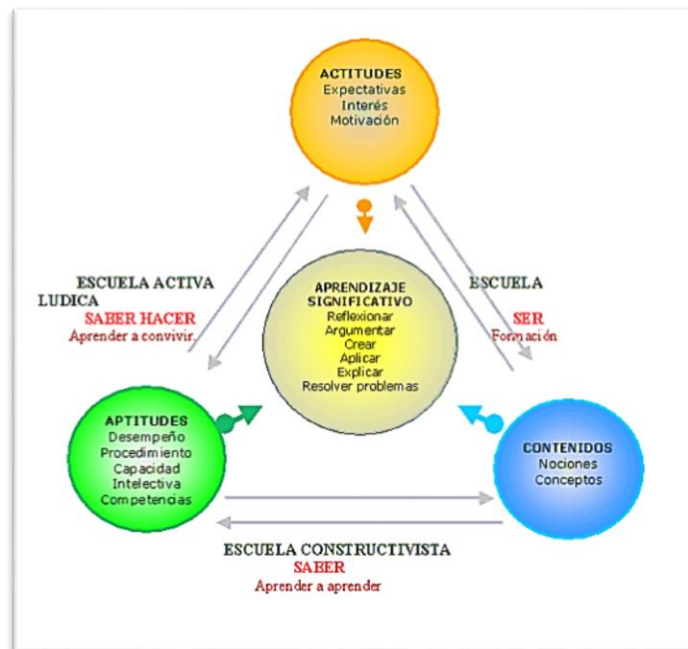 ACTITUDES
Expectativas
Interés
Motivación
ESCUELA ACTIVA
LUDICA
SABER HACER
Aprender a convivir.
ESCUELA
SER
Formación
APRENDIZAJE
SIGNIFICATIVO
Reflexionar
Argumentar
Crear
Aplicar
Explicar
Resolver problemas
APTITUDES
Desempeño
Procedimiento
Capacidad
Intelectiva
Competencias
CONTENIDOS
Nociones
Conceptos
ESCUELA CONSTRUCTIVISTA
SABER
Aprender a aprender